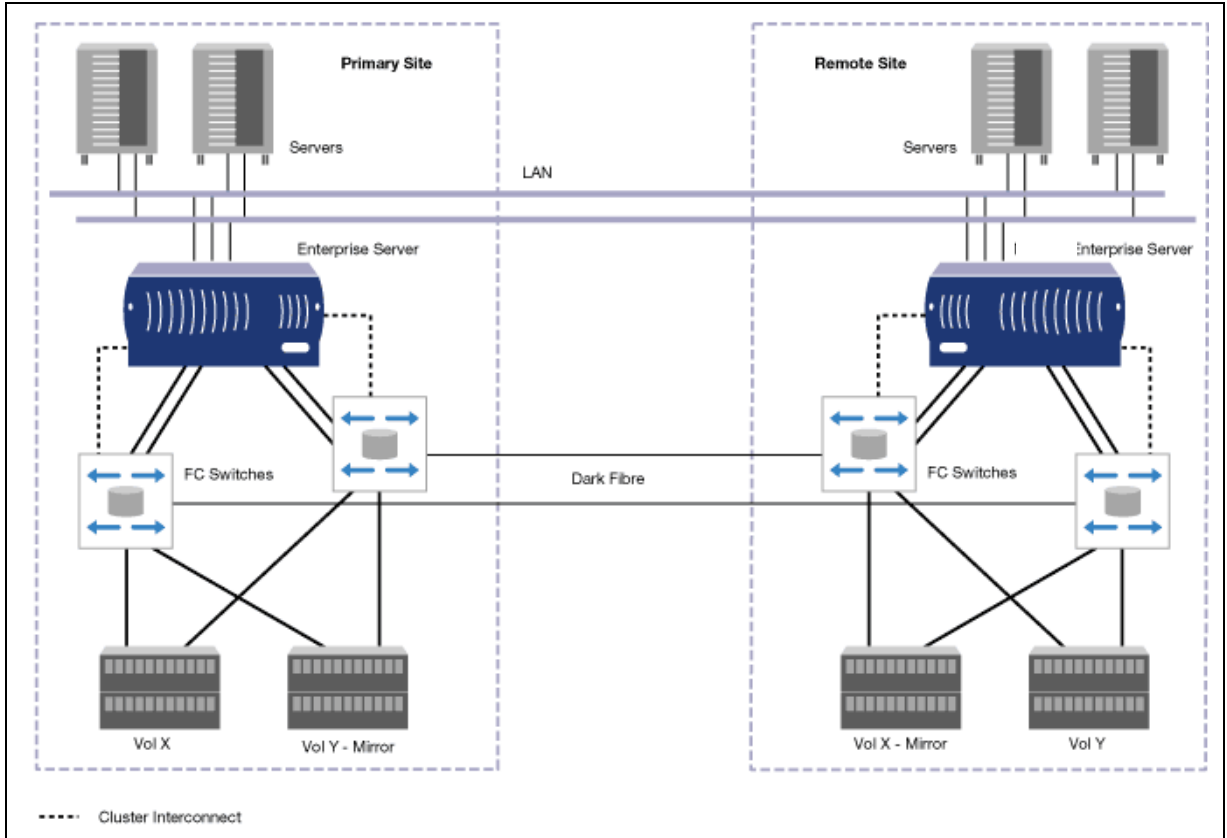 Primary Site
Remote Site
Servers
Servers
LAN
Enterprise Server
Enterprise Server
FC Switches
Dark Fibre
FC Switches
Vol X
Vol Y - Mirror
Vol X - Mirror
Vol Y
Cluster Interconnect